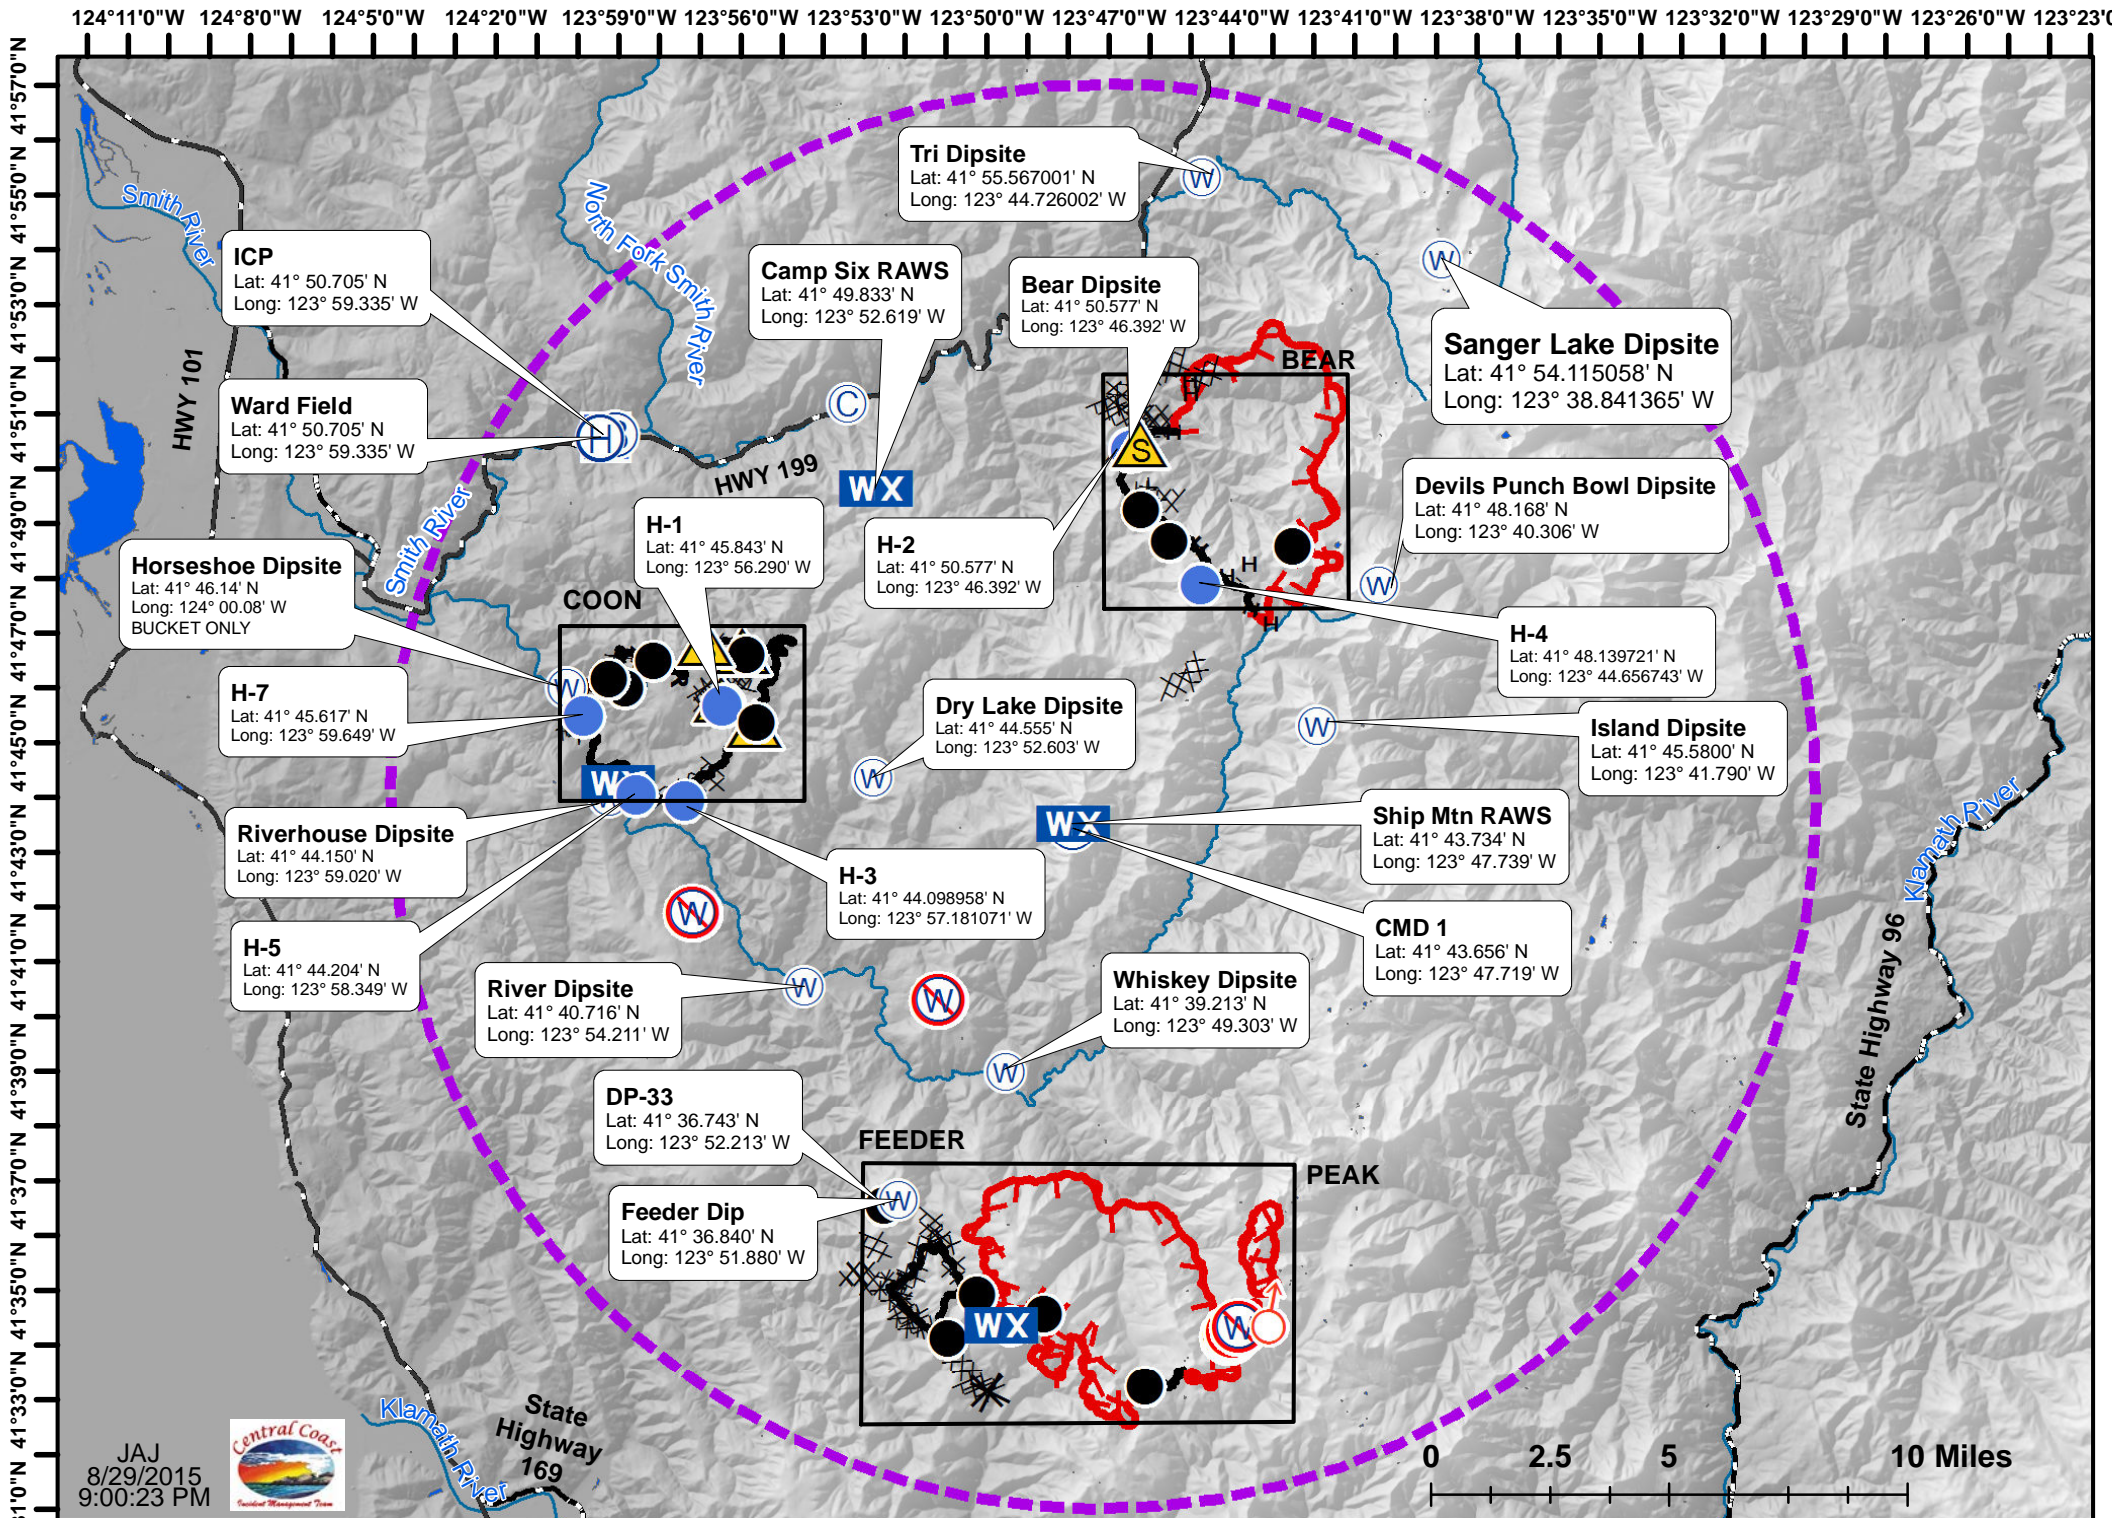 124°11'0"W 124°8'0"W 124°5'0"W 124°2'0"W 123°59'0"W 123°56'0"W 123°53'0"W 123°50'0"W 123°47'0"W 123°44'0"W 123°41'0"W 123°38'0"W 123°35'0"W 123°32'0"W 123°29'0"W 123°26'0"W 123°23'0
41°57'0"N
41°55'0"N
41°53'0"N
41°51'0"N
41°49'0"N
41°47'0"N
41°45'0"N
41°43'0"N
41°41'0"N
41°39'0"N
41°37'0"N
41°35'0"N
41°33'0"N
1°0"N
Smith River
North Fork Smith River
Tri Dipsite
Lat: 41° 55.567001' N
Long: 123° 44.726002' W
W
ICP
Lat: 41° 50.705' N
Long: 123° 59.335' W
Camp Six RAWS
Lat: 41° 49.833' N
Long: 123° 52.619' W
Bear Dipsite
Lat: 41° 50.577' N
Long: 123° 46.392' W
W
Sanger Lake Dipsite
Lat: 41° 54.115058' N
Long: 123° 38.841365' W
BEAR
HWY 101
Ward Field
Lat: 41° 50.705' N
Long: 123° 59.335' W
H
C
S
H
H
HWY 199
WX
Smith River
Devils Punch Bowl Dipsite
Lat: 41° 48.168' N
Long: 123° 40.306' W
W
H-1
Lat: 41° 45.843' N
Long: 123° 56.290' W
H-2
Lat: 41° 50.577' N
Long: 123° 46.392' W
H
H
H
Horseshoe Dipsite
Lat: 41° 46.14' N
Long: 124° 00.08' W
BUCKET ONLY
COON
W
H-4
Lat: 41° 48.139721' N
Long: 123° 44.656743' W
H-7
Lat: 41° 45.617' N
Long: 123° 59.649' W
Dry Lake Dipsite
Lat: 41° 44.555' N
Long: 123° 52.603' W
W
W
Island Dipsite
Lat: 41° 45.5800' N
Long: 123° 41.790' W
WX
WX
Riverhouse Dipsite
Lat: 41° 44.150' N
Long: 123° 59.020' W
Ship Mtn RAWS
Lat: 41° 43.734' N
Long: 123° 47.739' W
Klamath River
H-3
Lat: 41° 44.098958' N
Long: 123° 57.181071' W
W
CMD 1
Lat: 41° 43.656' N
Long: 123° 47.719' W
H-5
Lat: 41° 44.204' N
Long: 123° 58.349' W
State Highway 96
River Dipsite
Lat: 41° 40.716' N
Long: 123° 54.211' W
W
W
Whiskey Dipsite
Lat: 41° 39.213' N
Long: 123° 49.303' W
W
DP-33
Lat: 41° 36.743' N
Long: 123° 52.213' W
FEEDER
PEAK
Feeder Dip
Lat: 41° 36.840' N
Long: 123° 51.880' W
W
WX
W
Klamath River
State
Highway
169
JAJ
8/29/2015
9:00:23 PM
Central Coast
Incident Management Team
0 2.5 5 10 Miles